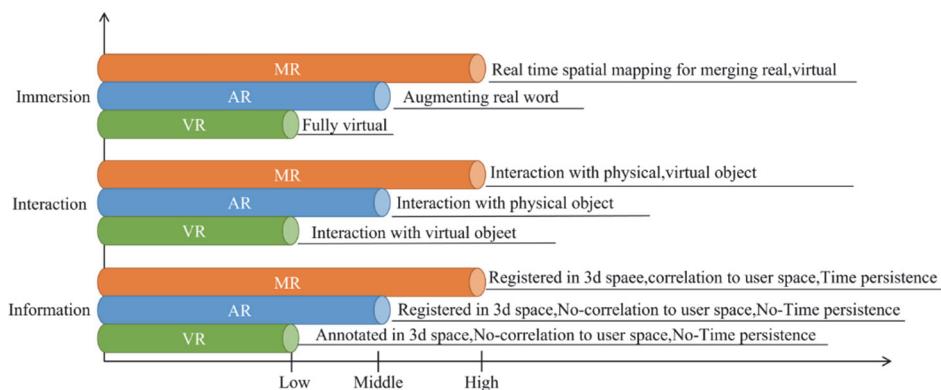 MR
Real time spatial mapping for merging real,virtual
Immersion
AR
Augmenting real word
VR
Fully virtual
MR
Interaction with physical,virtual object
Interaction
AR
Interaction with physical object
VR
Interaction with virtual objeet
MR
Registered in 3d spaee,correlation to user space,Time persistence
Information
AR
Registered in 3d space,No-correlation to user space,No-Time persistence
VR
Annotated in 3d space,No-correlation to user space,No-Time persistence
Low
Middle
High